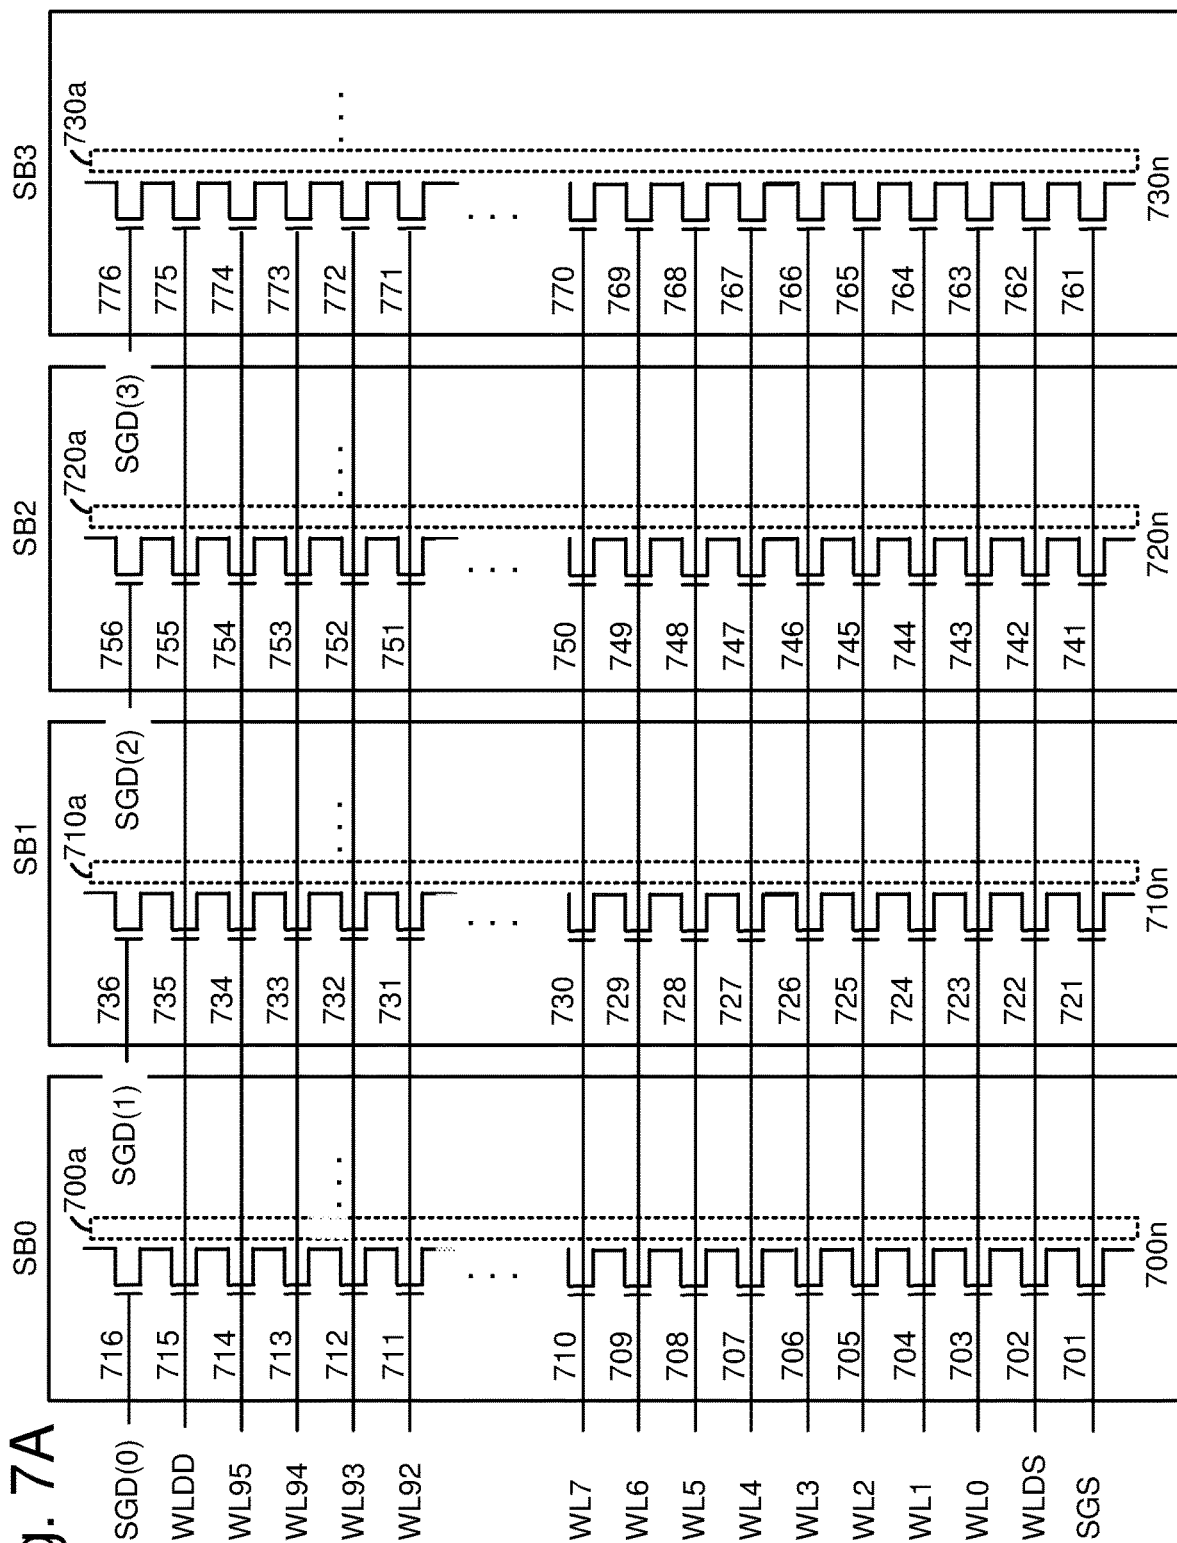 g. 7A
SB0 SB1 SB2 SB3
700a 710a 720a 730a
SGD(0) 716 SGD(1) 736 SGD(2) 756 SGD(3) 776
WLDD 715 735 755 775
WL95 714 734 754 774
WL94 713 733 753 773
WL93 712 732 752 772
WL92 711 731 751 771
WL7 710 730 750 770
WL6 709 729 749 769
WL5 708 728 748 768
WL4 707 727 747 767
WL3 706 726 746 766
WL2 705 725 745 765
WL1 704 724 744 764
WL0 703 723 743 763
WLDS 702 722 742 762
SGS 701 721 741 761
700n 710n 720n 730n